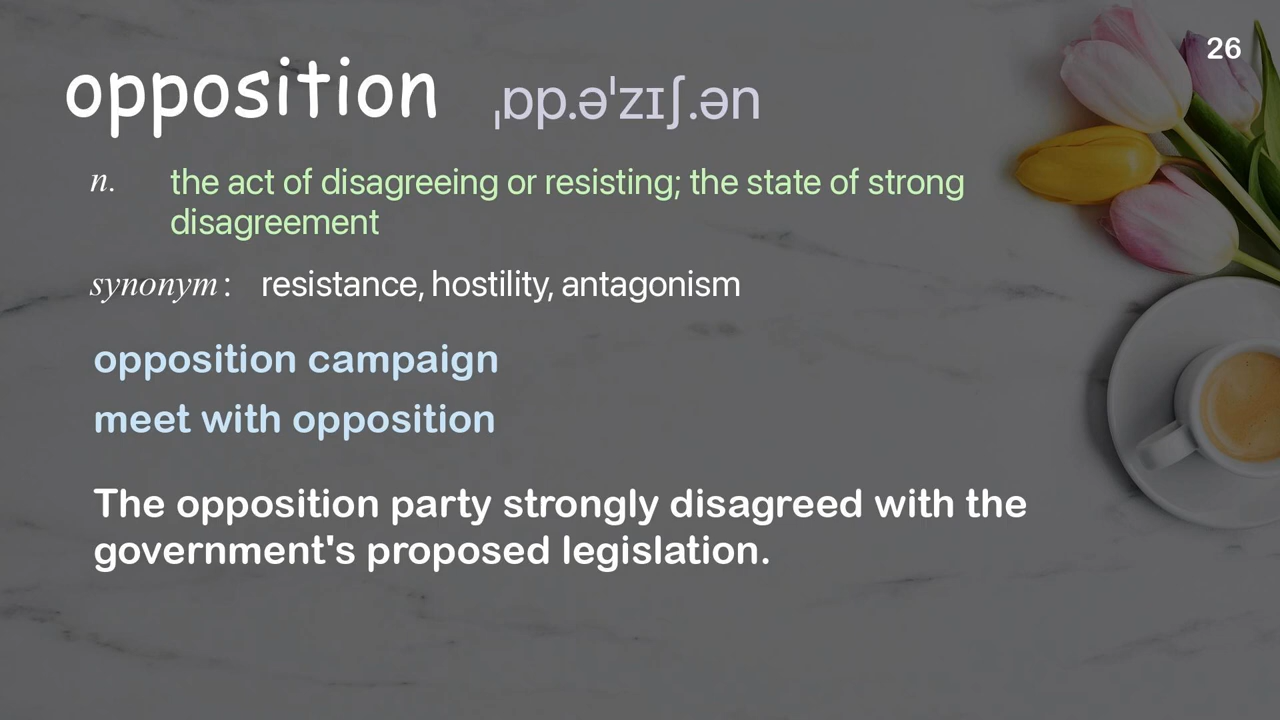 26
opposition ˌɒp.əˈzɪʃ.ən
n. the act of disagreeing or resisting; the state of strong
disagreement
synonym: resistance, hostility, antagonism
opposition campaign
meet with opposition
The opposition party strongly disagreed with the
government's proposed legislation.